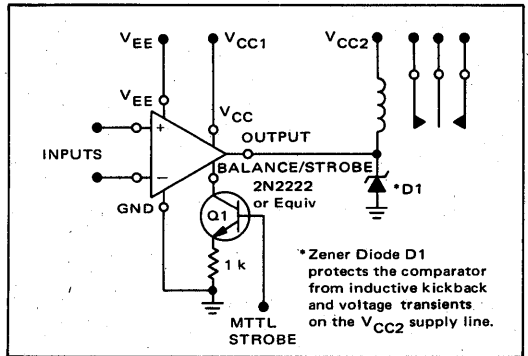 VEE
VCC1
VCC2
VEE
VCC
OUTPUT
+
INPUTS
BALANCE/STROBE
2N2222
or Equiv
*D1
−
GND
Q1
1 k
MTTL
STROBE
*Zener Diode D1
protects the comparator
from inductive kickback
and voltage transients
on the VCC2 supply line.